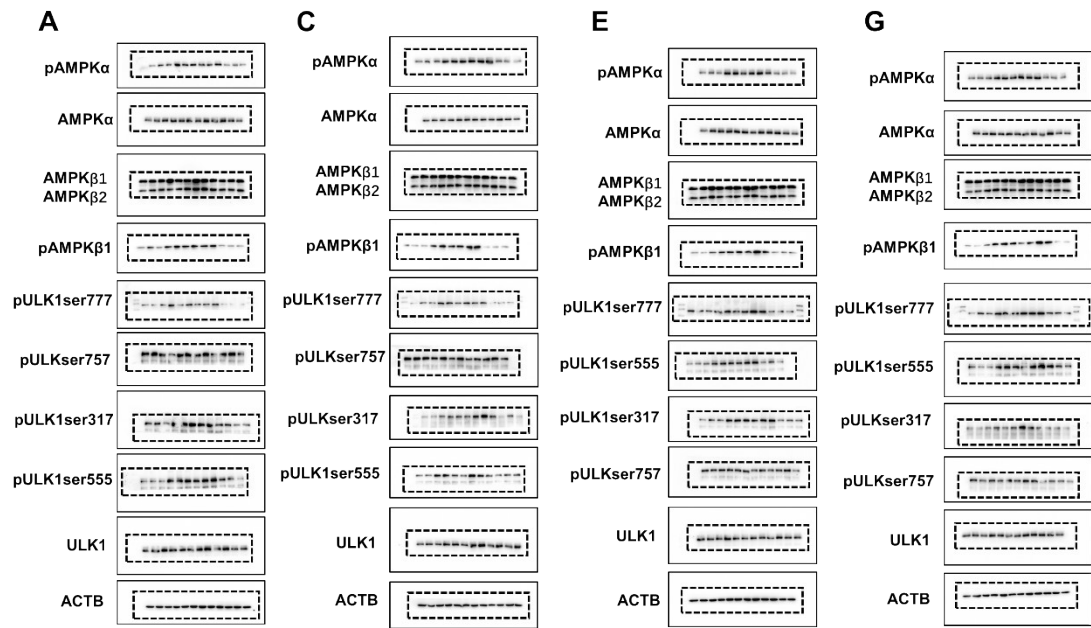 A
pAMPKα
AMPKα
AMPKβ1
AMPKβ2
pAMPKβ1
pULK1ser777
pULKser757
pULK1ser317
pULK1ser555
ULK1
ACTB
C
pAMPKα
AMPKα
AMPKβ1
AMPKβ2
pAMPKβ1
pULK1ser777
pULKser757
pULKser317
pULK1ser555
ULK1
ACTB
E
pAMPKα
AMPKα
AMPKβ1
AMPKβ2
pAMPKβ1
pULK1ser777
pULK1ser555
pULK1ser317
pULKser757
ULK1
ACTB
G
pAMPKα
AMPKα
AMPKβ1
AMPKβ2
pAMPKβ1
pULK1ser777
pULK1ser555
pULKser317
pULKser757
ULK1
ACTB